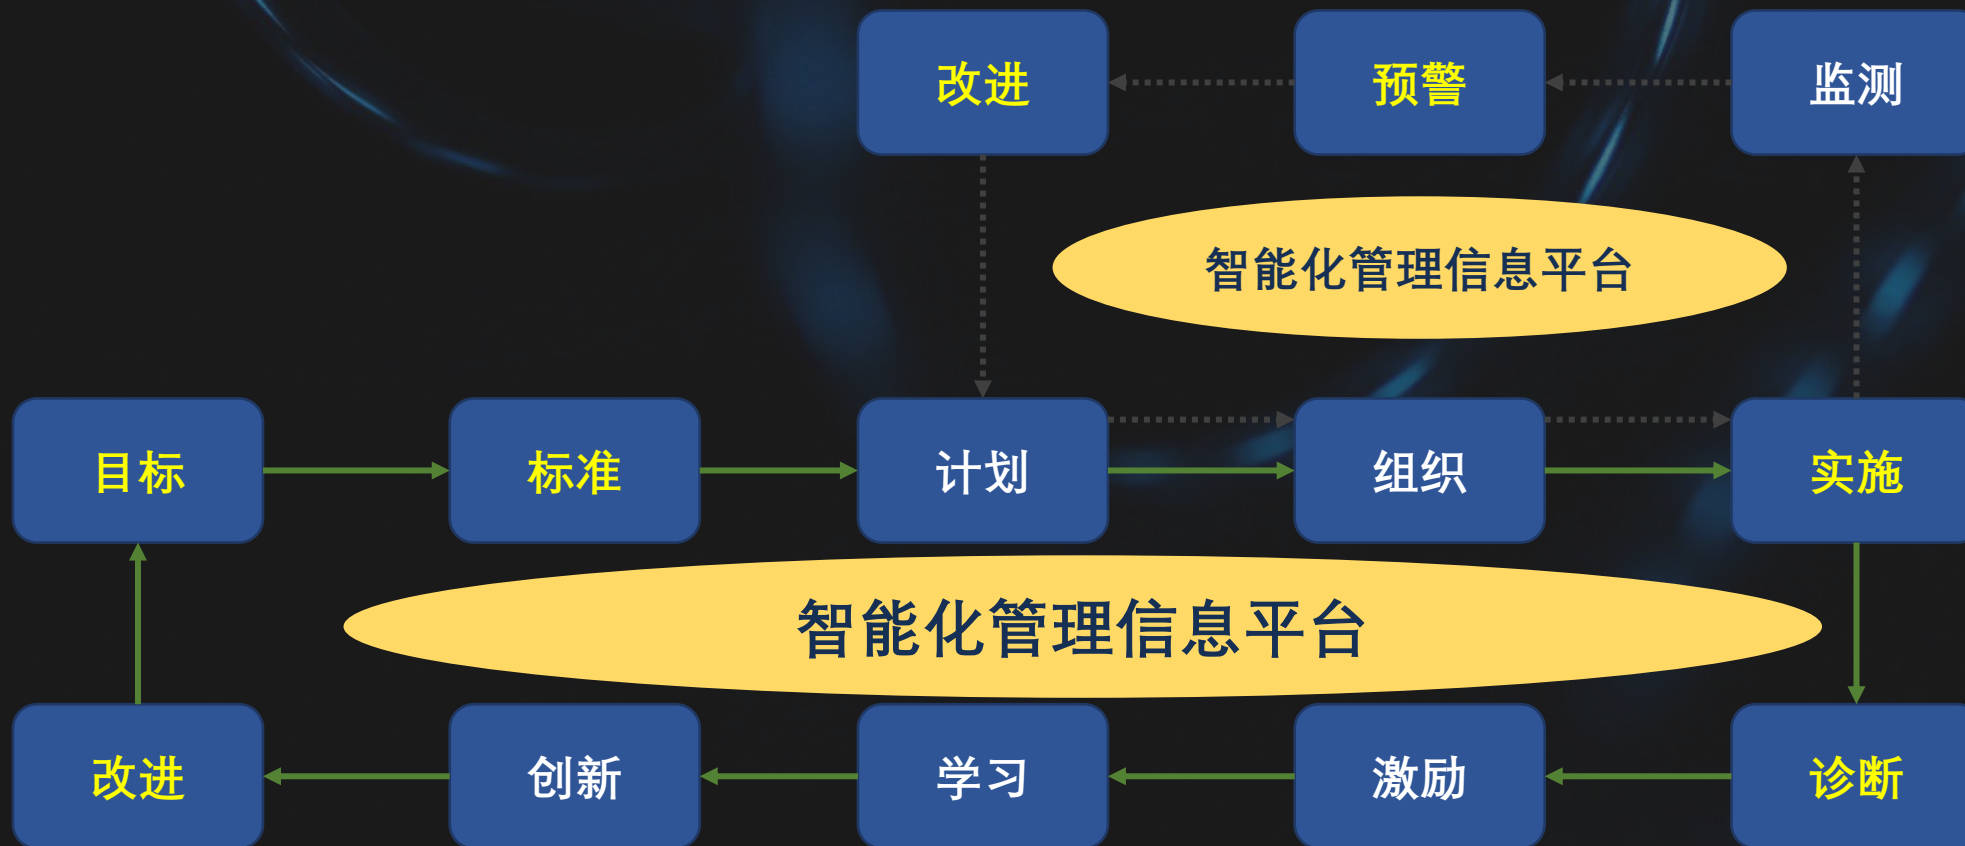 改进
预警
监测
智能化管理信息平台
目标
标准
计划
组织
实施
智能化管理信息平台
改进
创新
学习
激励
诊断